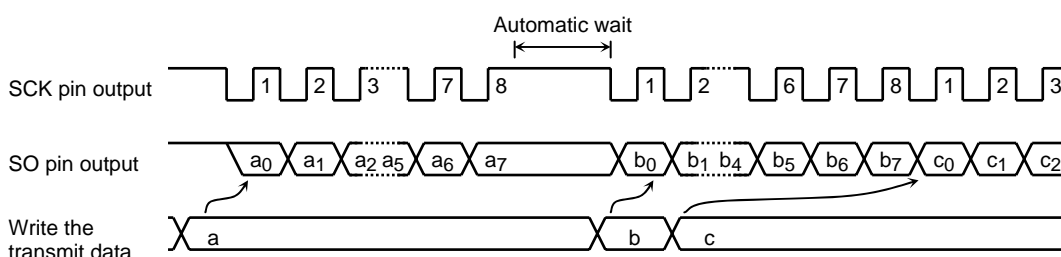 Automatic wait
SCK pin output 1 2 3 7 8 1 2 6 7 8 1 2 3
SO pin output a0 a1 a2 a5 a6 a7 b0 b1 b4 b5 b6 b7 c0 c1 c2
Write the
transmit data a b c